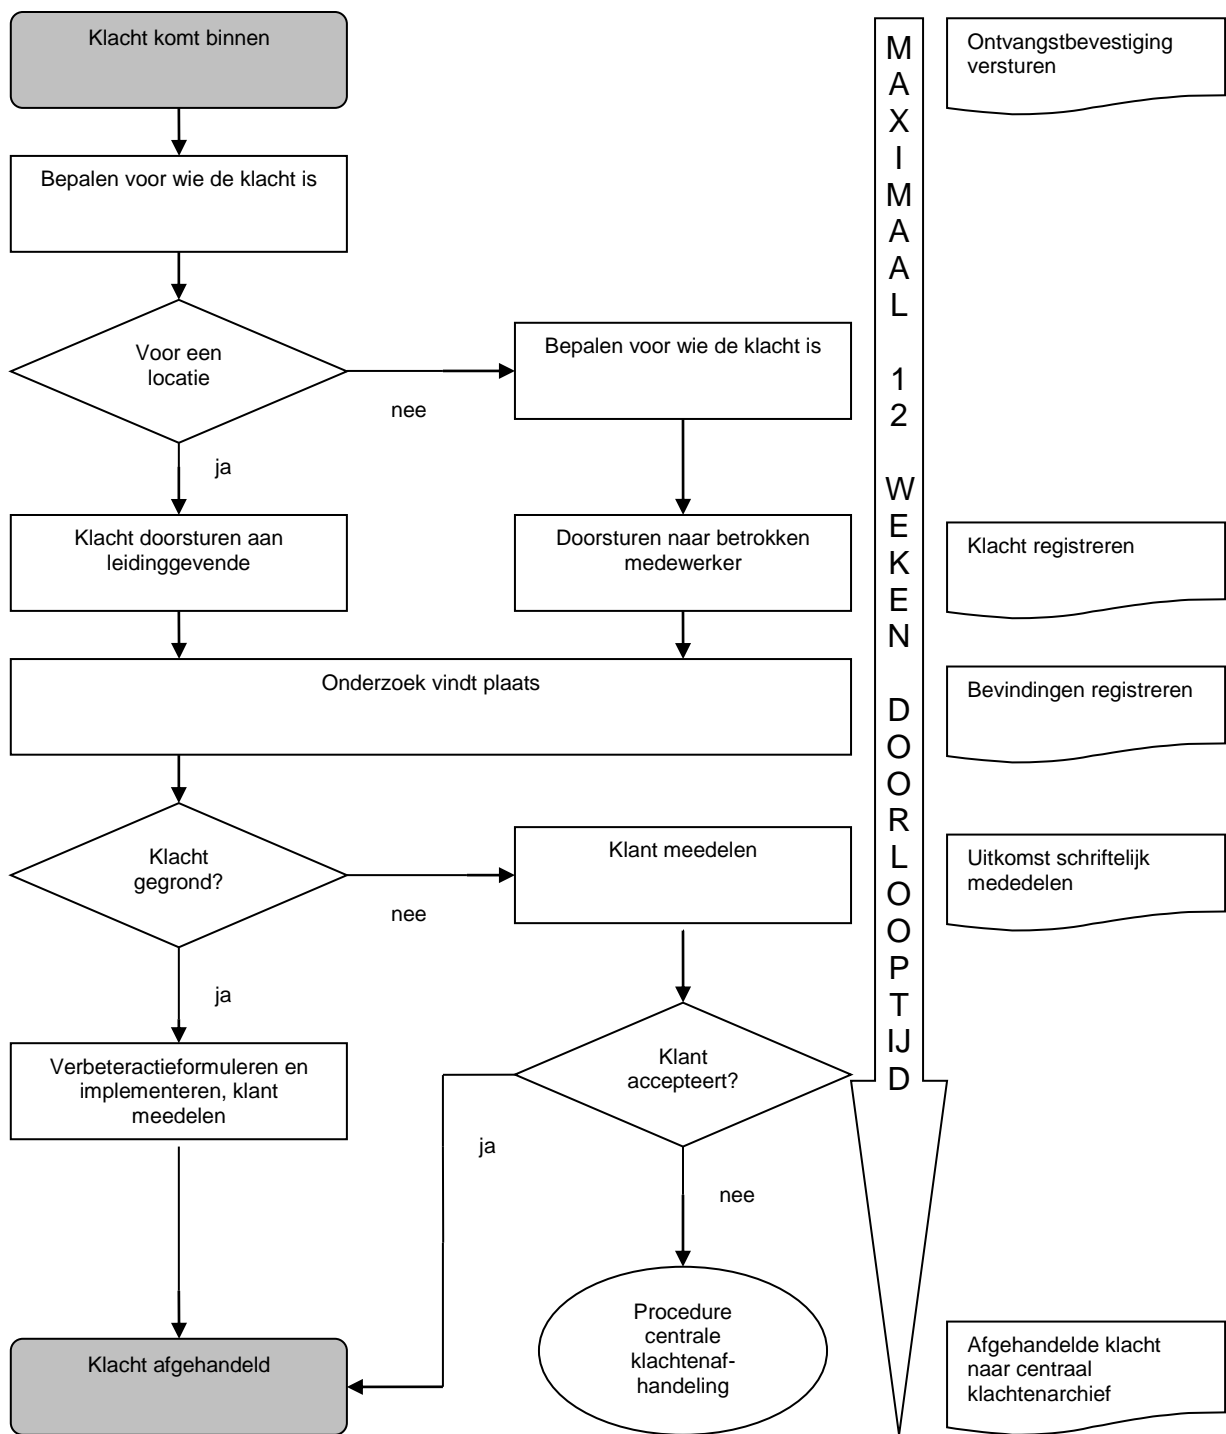 Klacht komt binnen
Ontvangstbevestiging
versturen
Bepalen voor wie de klacht is
Voor een
locatie
nee
ja
Bepalen voor wie de klacht is
Klacht doorsturen aan
leidinggevende
Doorsturen naar betrokken
medewerker
Klacht registreren
Onderzoek vindt plaats
Bevindingen registreren
Klacht
gegrond?
nee
ja
Klant meedelen
Uitkomst schriftelijk
mededelen
Verbeteractieformuleren en
implementeren, klant
meedelen
Klant
accepteert?
ja
nee
Procedure
centrale
klachtenaf-
handeling
Klacht afgehandeld
Afgehandelde klacht
naar centraal
klachtenarchief
MAXIMAAL 12 WEKEN DOORLOOPTIJD